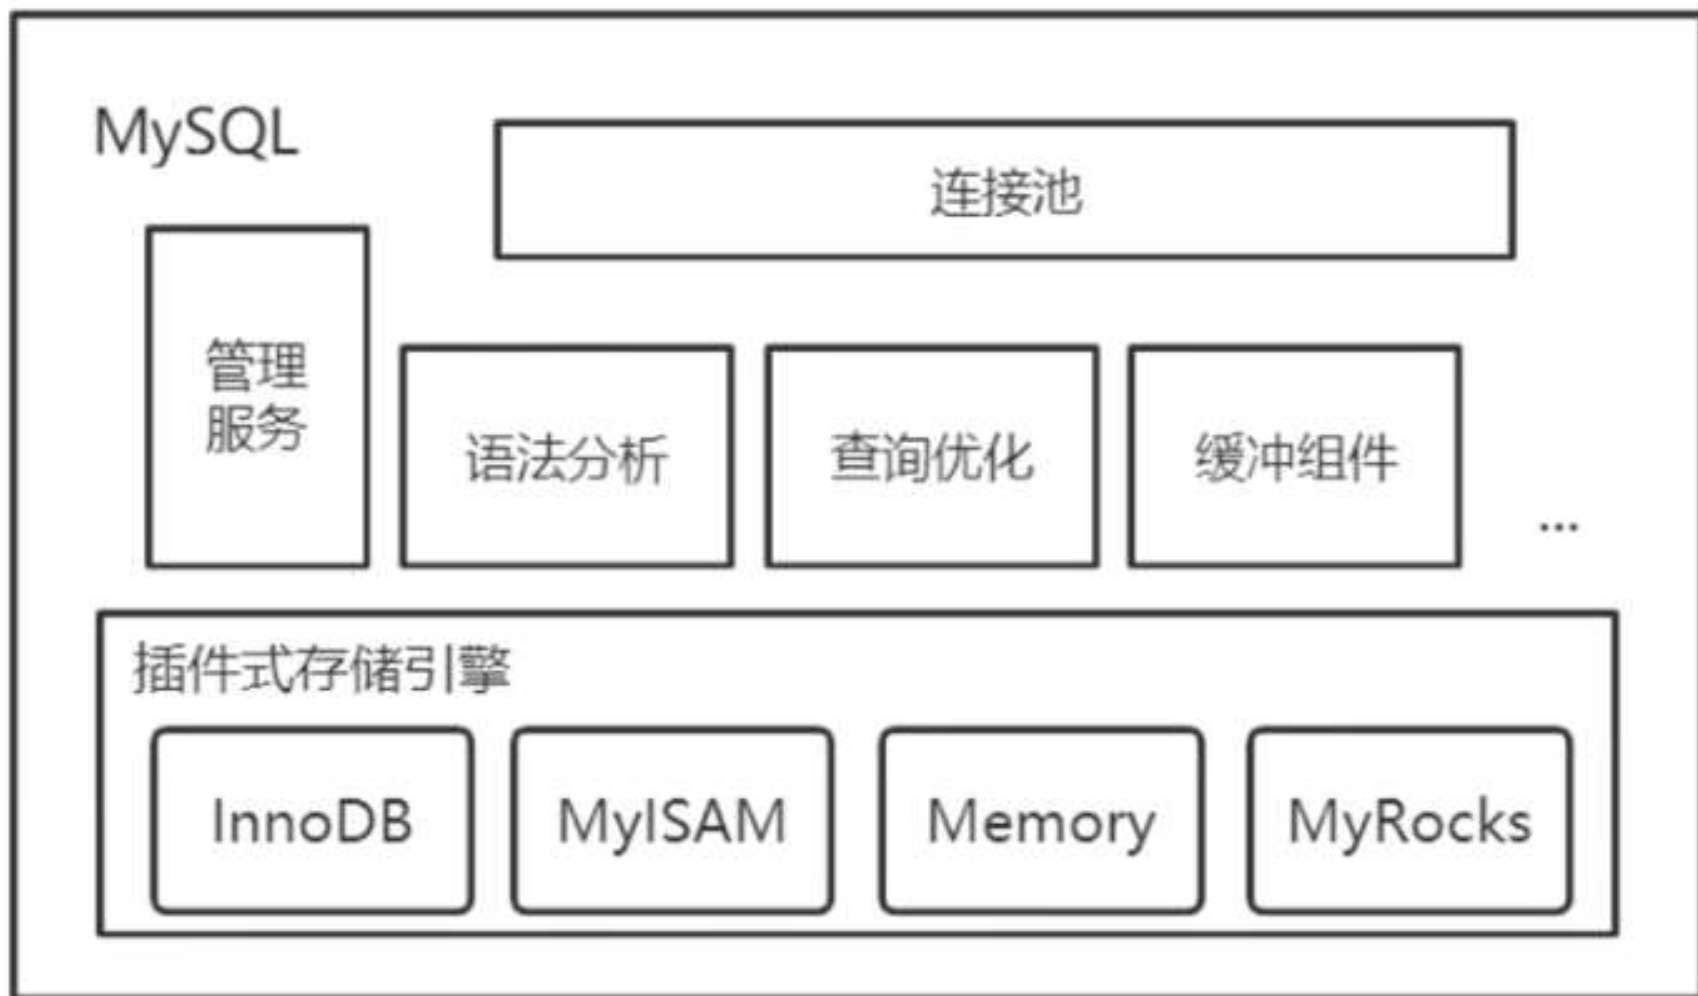 MySQL
连接池
管理
服务
语法分析
查询优化
缓冲组件
...
插件式存储引擎
InnoDB
MyISAM
Memory
MyRocks